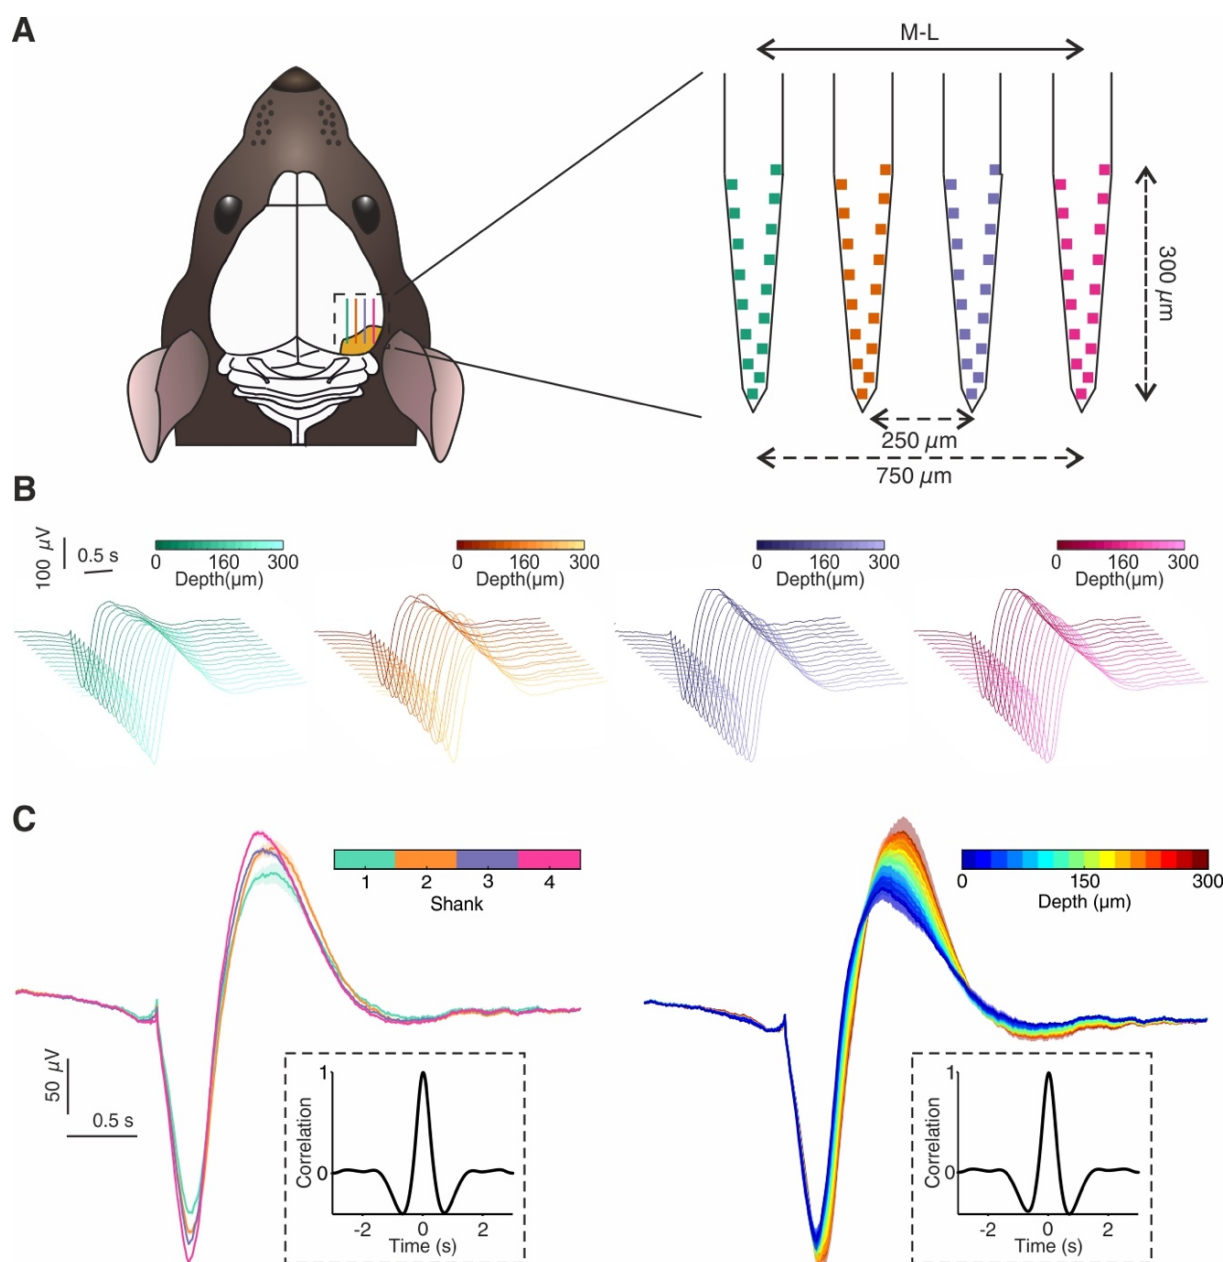 A
M-L
300 µm
250 µm
750 µm
B
100 µV
0.5 s
0 160 300
Depth(µm)
0 160 300
Depth(µm)
0 160 300
Depth(µm)
0 160 300
Depth(µm)
C
1 2 3 4
Shank
0 150 300
Depth (µm)
50 µV
0.5 s
Correlation
1
0
-2 0 2
Time (s)
Correlation
1
0
-2 0 2
Time (s)